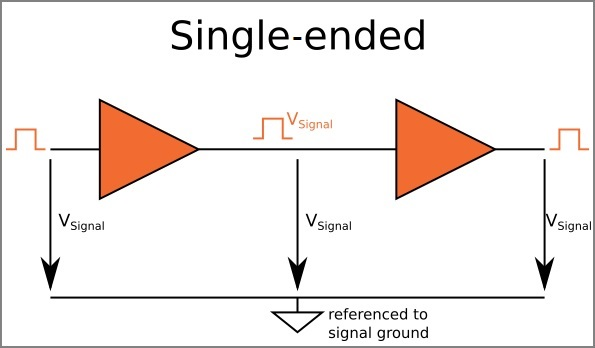 Single-ended
VSignal
VSignal
VSignal
VSignal
referenced to
signal ground